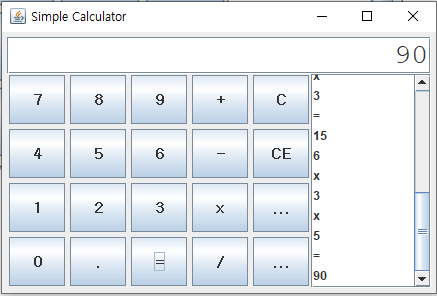 Simple Calculator
90
7 8 9 + C
4 5 6 - CE
1 2 3 x ...
0 . = / ...
x
3
=
15
6
x
3
x
5
=
90